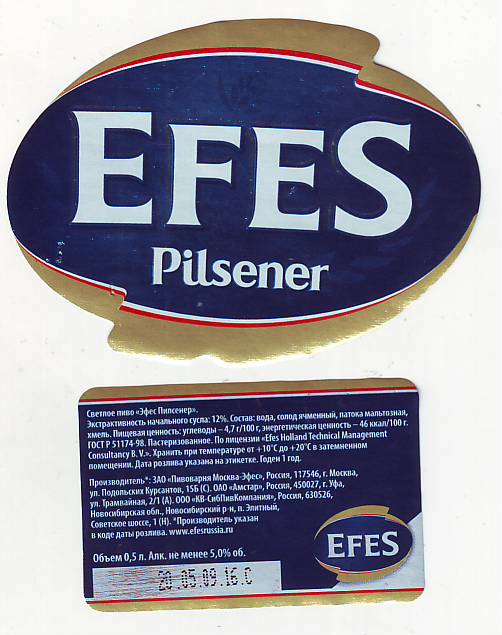 EFES
Pilsener
Светлое пиво «Эфес Пилсенер».
Экстрактивность начального сусла: 12%. Состав: вода, солод ячменный, патока мальтозная,
хмель. Пищевая ценность: углеводы – 4,7 г/100 г, энергетическая ценность – 46 ккал/100 г.
ГОСТ Р 51174-98. Пастеризованное. По лицензии «Efes Holland Technical Management
Consultancy B. V.». Хранить при температуре от +10°С до +20°С в затемненном
помещении. Дата розлива указана на этикетке. Годен 1 год.
Производитель*: ЗАО «Пивоварня Москва-Эфес», Россия, 117546, г. Москва,
ул. Подольских Курсантов, 15Б (С). ОАО «Амстар», Россия, 450027, г. Уфа,
ул. Трамвайная, 2/1 (А). ООО «КВ-СибПивКомпания», Россия, 630526,
Новосибирская обл., Новосибирский р-н, п. Элитный,
Советское шоссе, 1 (Н). *Производитель указан
в коде даты розлива. www.efesrussia.ru
EFES
Объем 0,5 л. Алк. не менее 5,0% об.
20.05.09.16.С